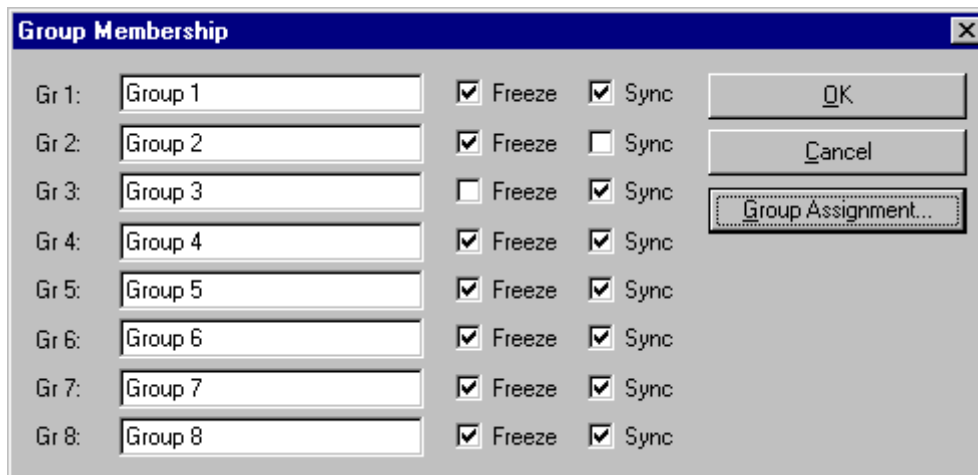 Group Membership
Gr 1: Group 1 Freeze Sync OK
Gr 2: Group 2 Freeze Sync Cancel
Gr 3: Group 3 Freeze Sync Group Assignment...
Gr 4: Group 4 Freeze Sync
Gr 5: Group 5 Freeze Sync
Gr 6: Group 6 Freeze Sync
Gr 7: Group 7 Freeze Sync
Gr 8: Group 8 Freeze Sync